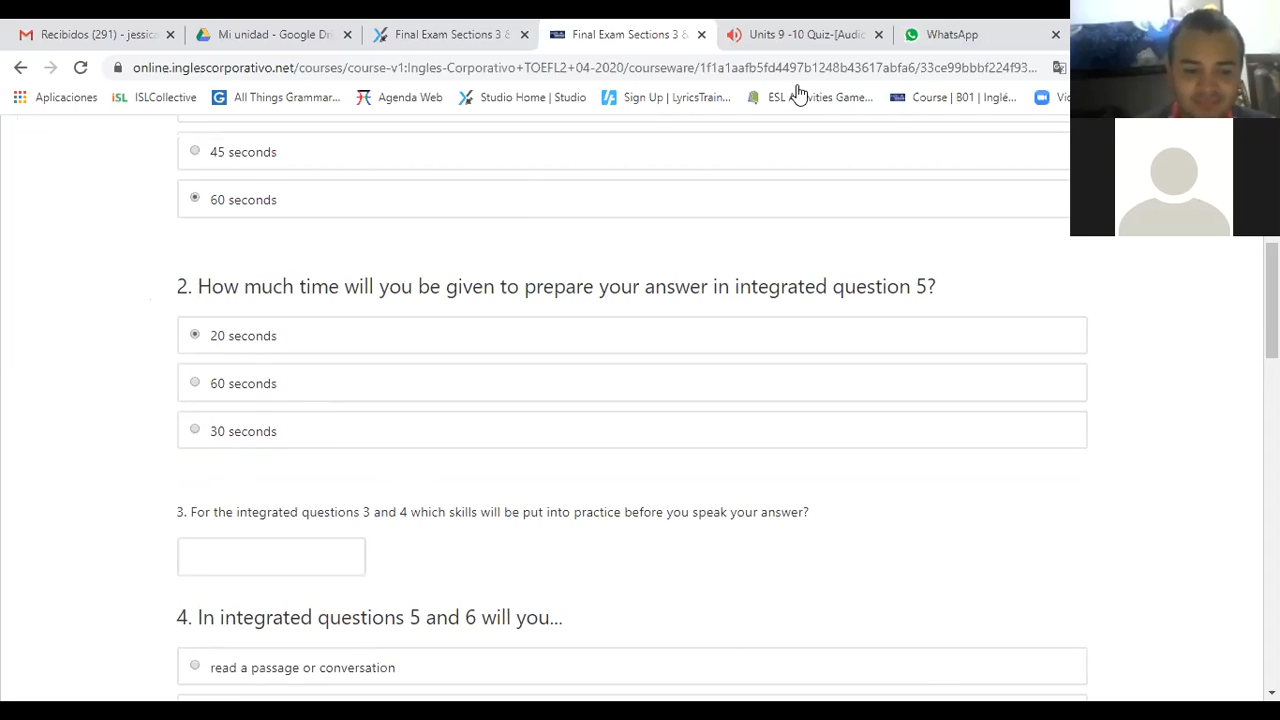 Recibidos (291) - jessica
Mi unidad - Google Dri
Final Exam Sections 3 &
Final Exam Sections 3 &
Units 9 -10 Quiz-[Audio
WhatsApp
online.inglescorporativo.net/courses/course-v1:Ingles-Corporativo+TOEFL2+04-2020/courseware/1f1a1aafb5fd4497b1248b43617abfa6/33ce99bbbf224f93...
Aplicaciones
iSL ISLCollective
G All Things Grammar...
Agenda Web
Studio Home | Studio
Sign Up | LyricsTrain...
ESL Activities Game...
Course | B01 | Inglé...
45 seconds
60 seconds
2. How much time will you be given to prepare your answer in integrated question 5?
20 seconds
60 seconds
30 seconds
3. For the integrated questions 3 and 4 which skills will be put into practice before you speak your answer?
4. In integrated questions 5 and 6 will you...
read a passage or conversation